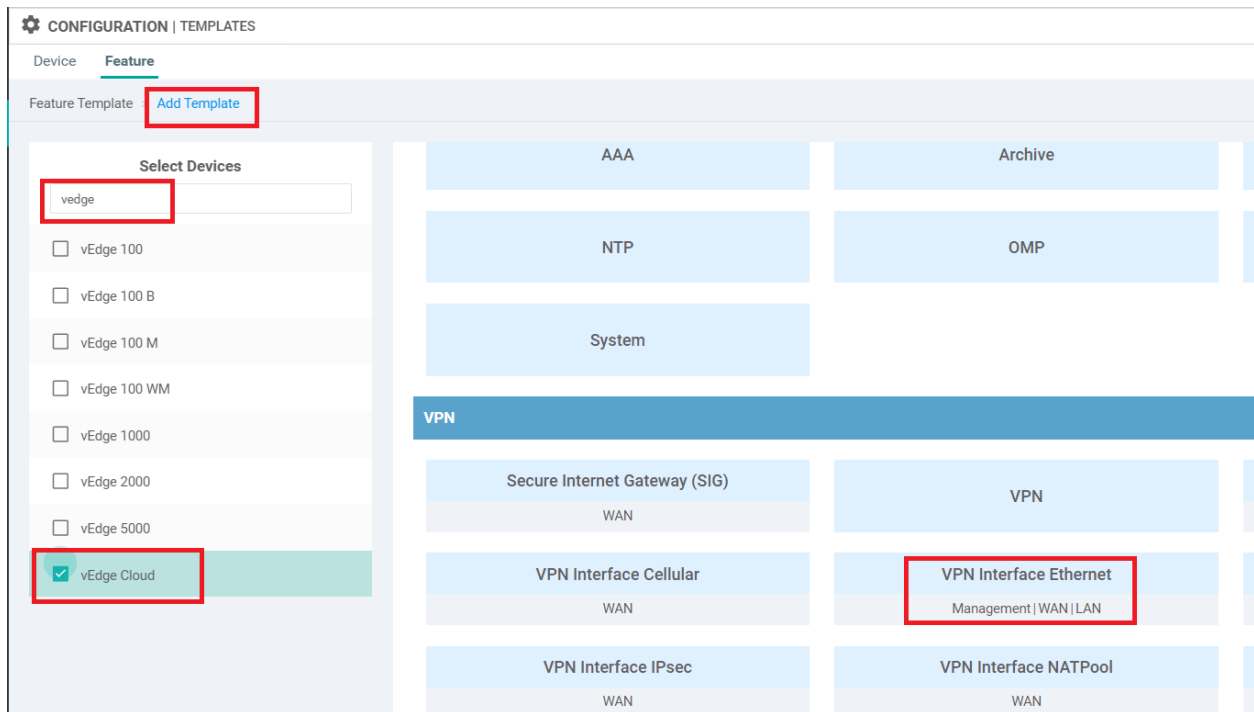 CONFIGURATION | TEMPLATES
Device Feature
Feature Template Add Template
Select Devices
vedge
vEdge 100
vEdge 100 B
vEdge 100 M
vEdge 100 WM
vEdge 1000
vEdge 2000
vEdge 5000
vEdge Cloud
AAA Archive
NTP OMP
System
VPN
Secure Internet Gateway (SIG)
WAN
VPN
VPN Interface Cellular
WAN
VPN Interface Ethernet
Management | WAN | LAN
VPN Interface IPsec
WAN
VPN Interface NATPool
WAN